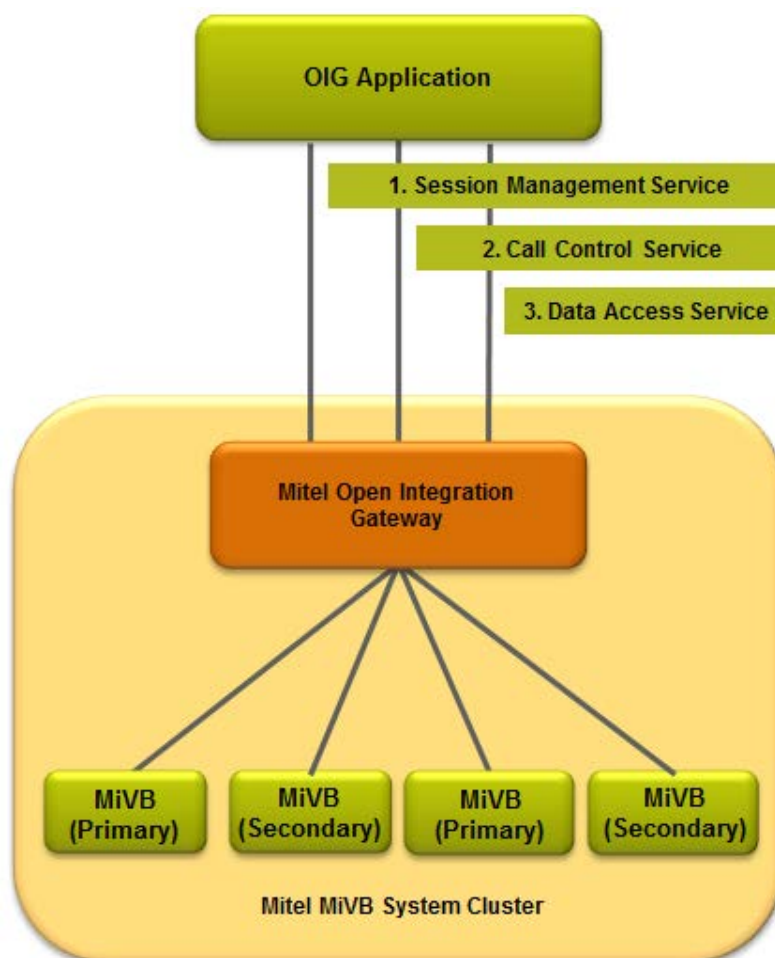 OIG Application
1. Session Management Service
2. Call Control Service
3. Data Access Service
Mitel Open Integration
Gateway
MiVB
(Primary)
MiVB
(Secondary)
MiVB
(Primary)
MiVB
(Secondary)
Mitel MiVB System Cluster